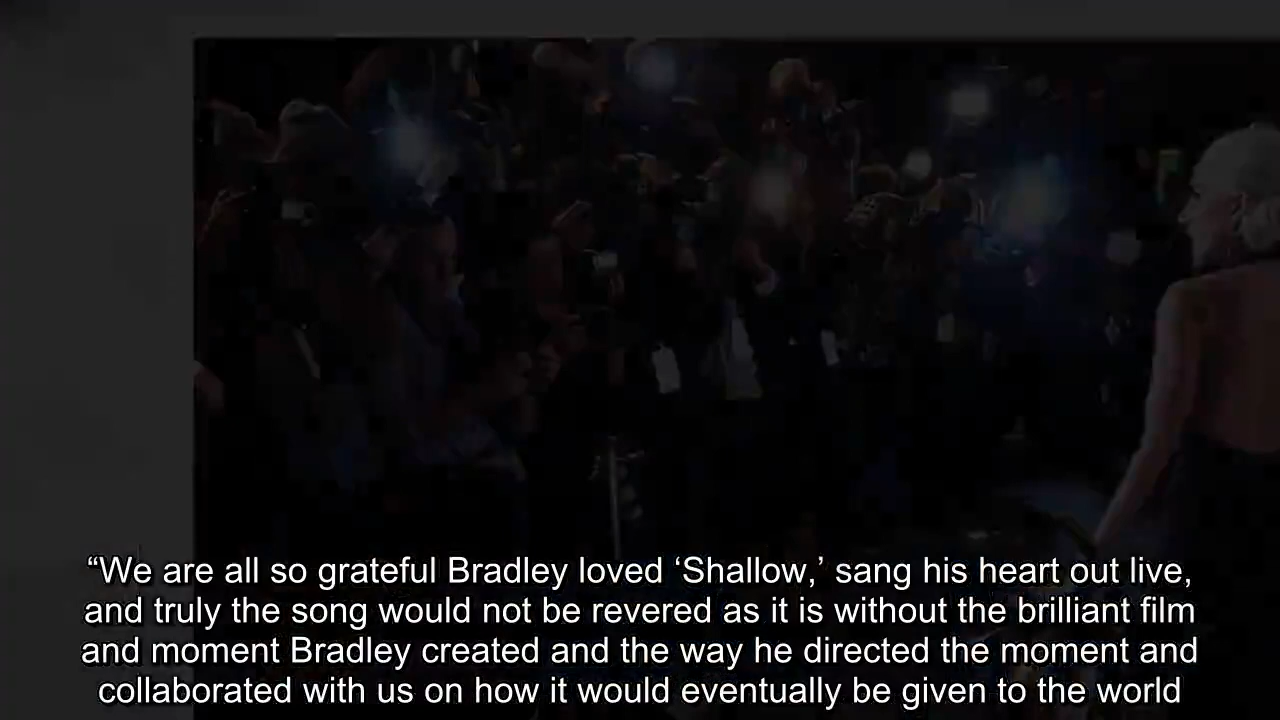 “We are all so grateful Bradley loved ‘Shallow,’ sang his heart out live,
and truly the song would not be revered as it is without the brilliant film
and moment Bradley created and the way he directed the moment and
collaborated with us on how it would eventually be given to the world